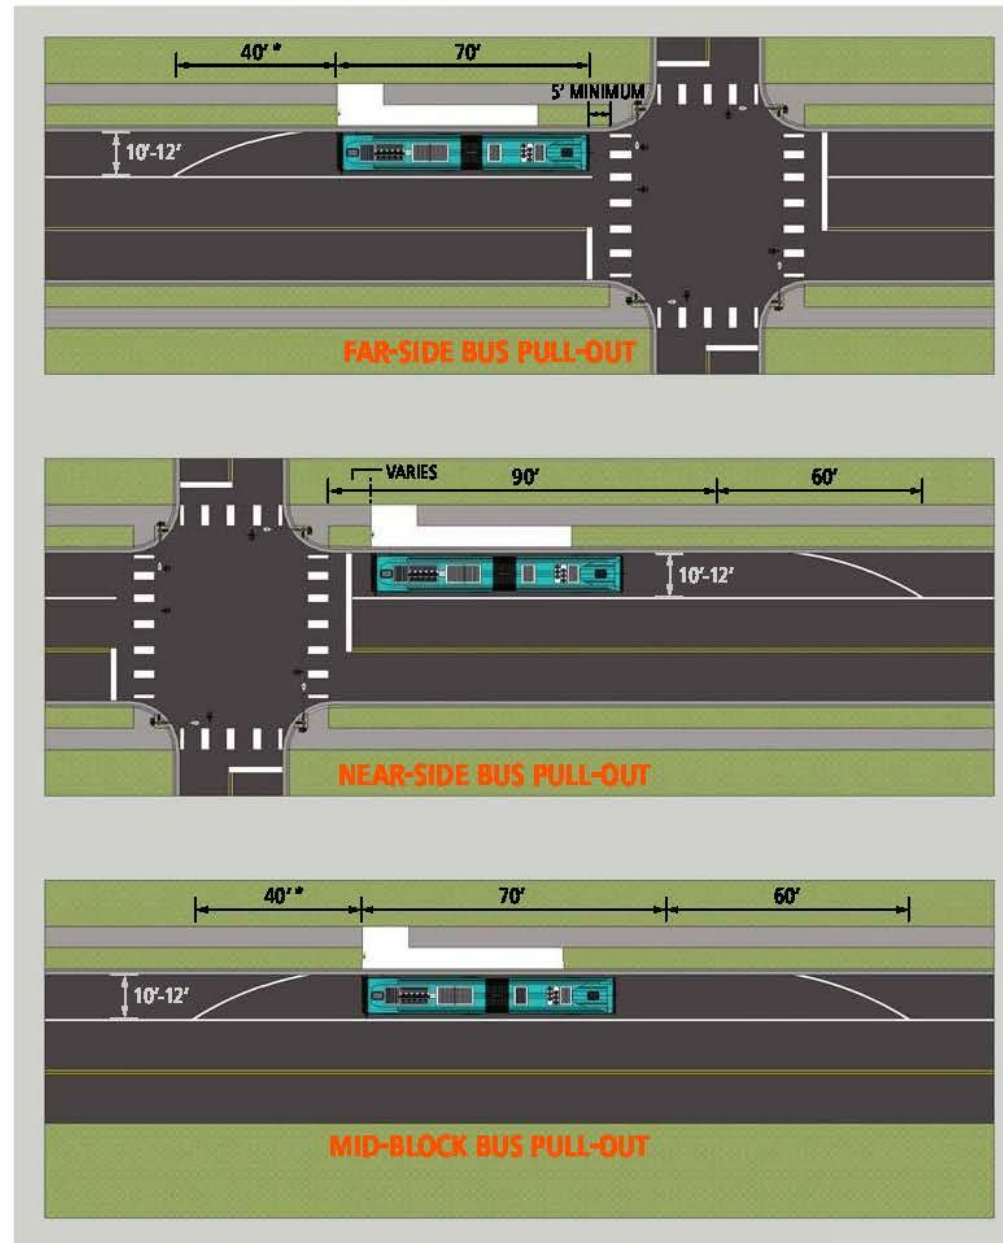 40' *
70'
5' MINIMUM
10'-12'
FAR-SIDE BUS PULL-OUT
VARIES
90'
60'
10'-12'
NEAR-SIDE BUS PULL-OUT
40' *
70'
60'
10'-12'
MID-BLOCK BUS PULL-OUT